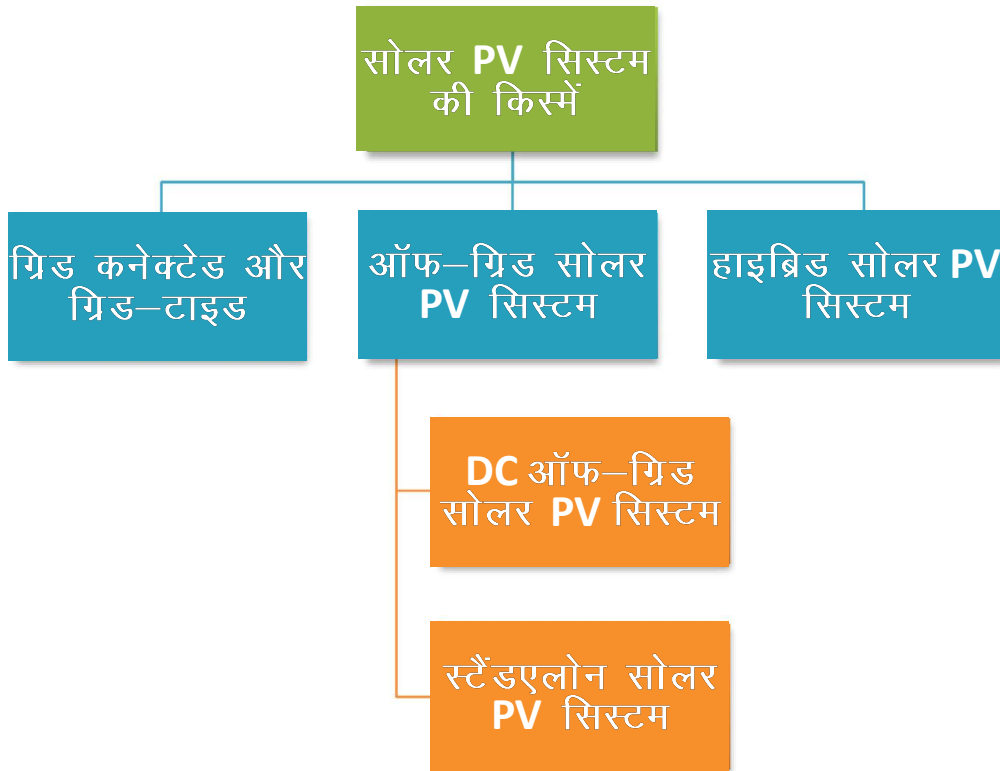 सोलर PV सिस्टम
की किस्में
ग्रिड कनेक्टेड और
ग्रिड–टाइड
ऑफ–ग्रिड सोलर
PV सिस्टम
हाइब्रिड सोलर PV
सिस्टम
DC ऑफ–ग्रिड
सोलर PV सिस्टम
स्टैंडएलोन सोलर
PV सिस्टम